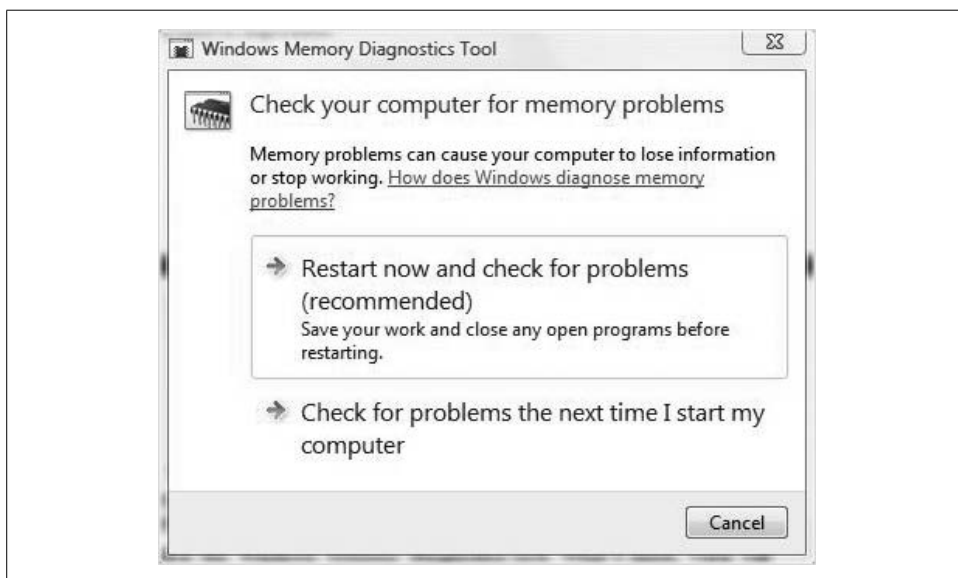 Windows Memory Diagnostics Tool
Check your computer for memory problems
Memory problems can cause your computer to lose information
or stop working. How does Windows diagnose memory
problems?
Restart now and check for problems
(recommended)
Save your work and close any open programs before
restarting.
Check for problems the next time I start my
computer
Cancel